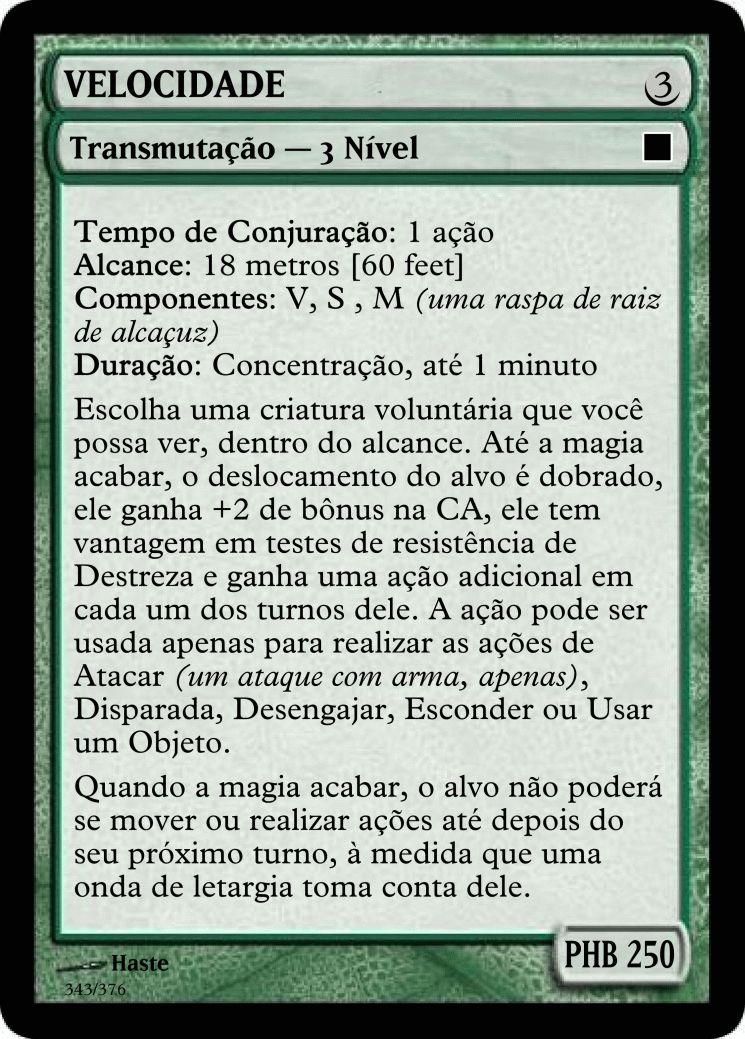 VELOCIDADE
3
Transmutação — 3 Nível
Tempo de Conjuração: 1 ação
Alcance: 18 metros [60 feet]
Componentes: V, S , M (uma raspa de raiz
de alcaçuz)
Duração: Concentração, até 1 minuto
Escolha uma criatura voluntária que você
possa ver, dentro do alcance. Até a magia
acabar, o deslocamento do alvo é dobrado,
ele ganha +2 de bônus na CA, ele tem
vantagem em testes de resistência de
Destreza e ganha uma ação adicional em
cada um dos turnos dele. A ação pode ser
usada apenas para realizar as ações de
Atacar (um ataque com arma, apenas),
Disparada, Desengajar, Esconder ou Usar
um Objeto.
Quando a magia acabar, o alvo não poderá
se mover ou realizar ações até depois do
seu próximo turno, à medida que uma
onda de letargia toma conta dele.
PHB 250
Haste
343/376